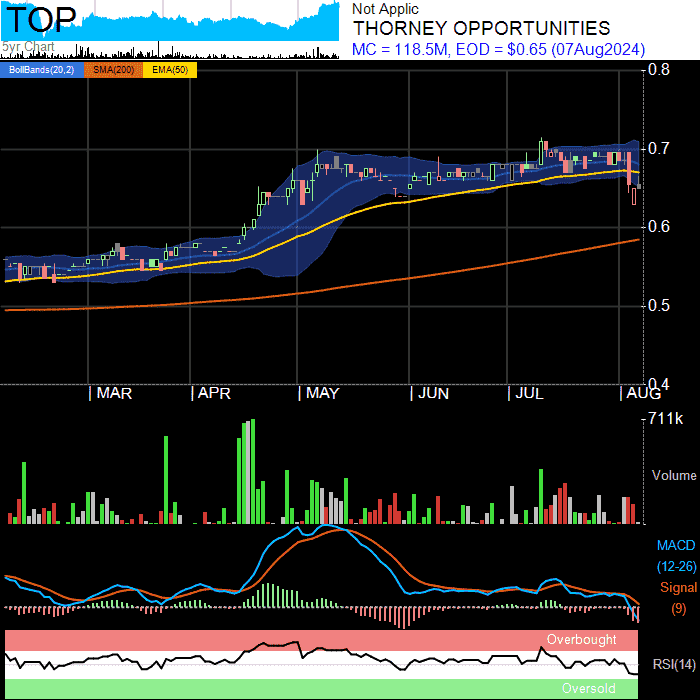 TOP
5yr Chart
Not Applic
THORNEY OPPORTUNITIES
MC = 118.5M, EOD = $0.65 (07Aug2024)
BollBands(20,2) SMA(200) EMA(50)
0.8
0.7
0.6
0.5
0.4
MAR APR MAY JUN JUL AUG
711k
Volume
MACD
(12-26)
Signal
(9)
Overbought
RSI(14)
Oversold